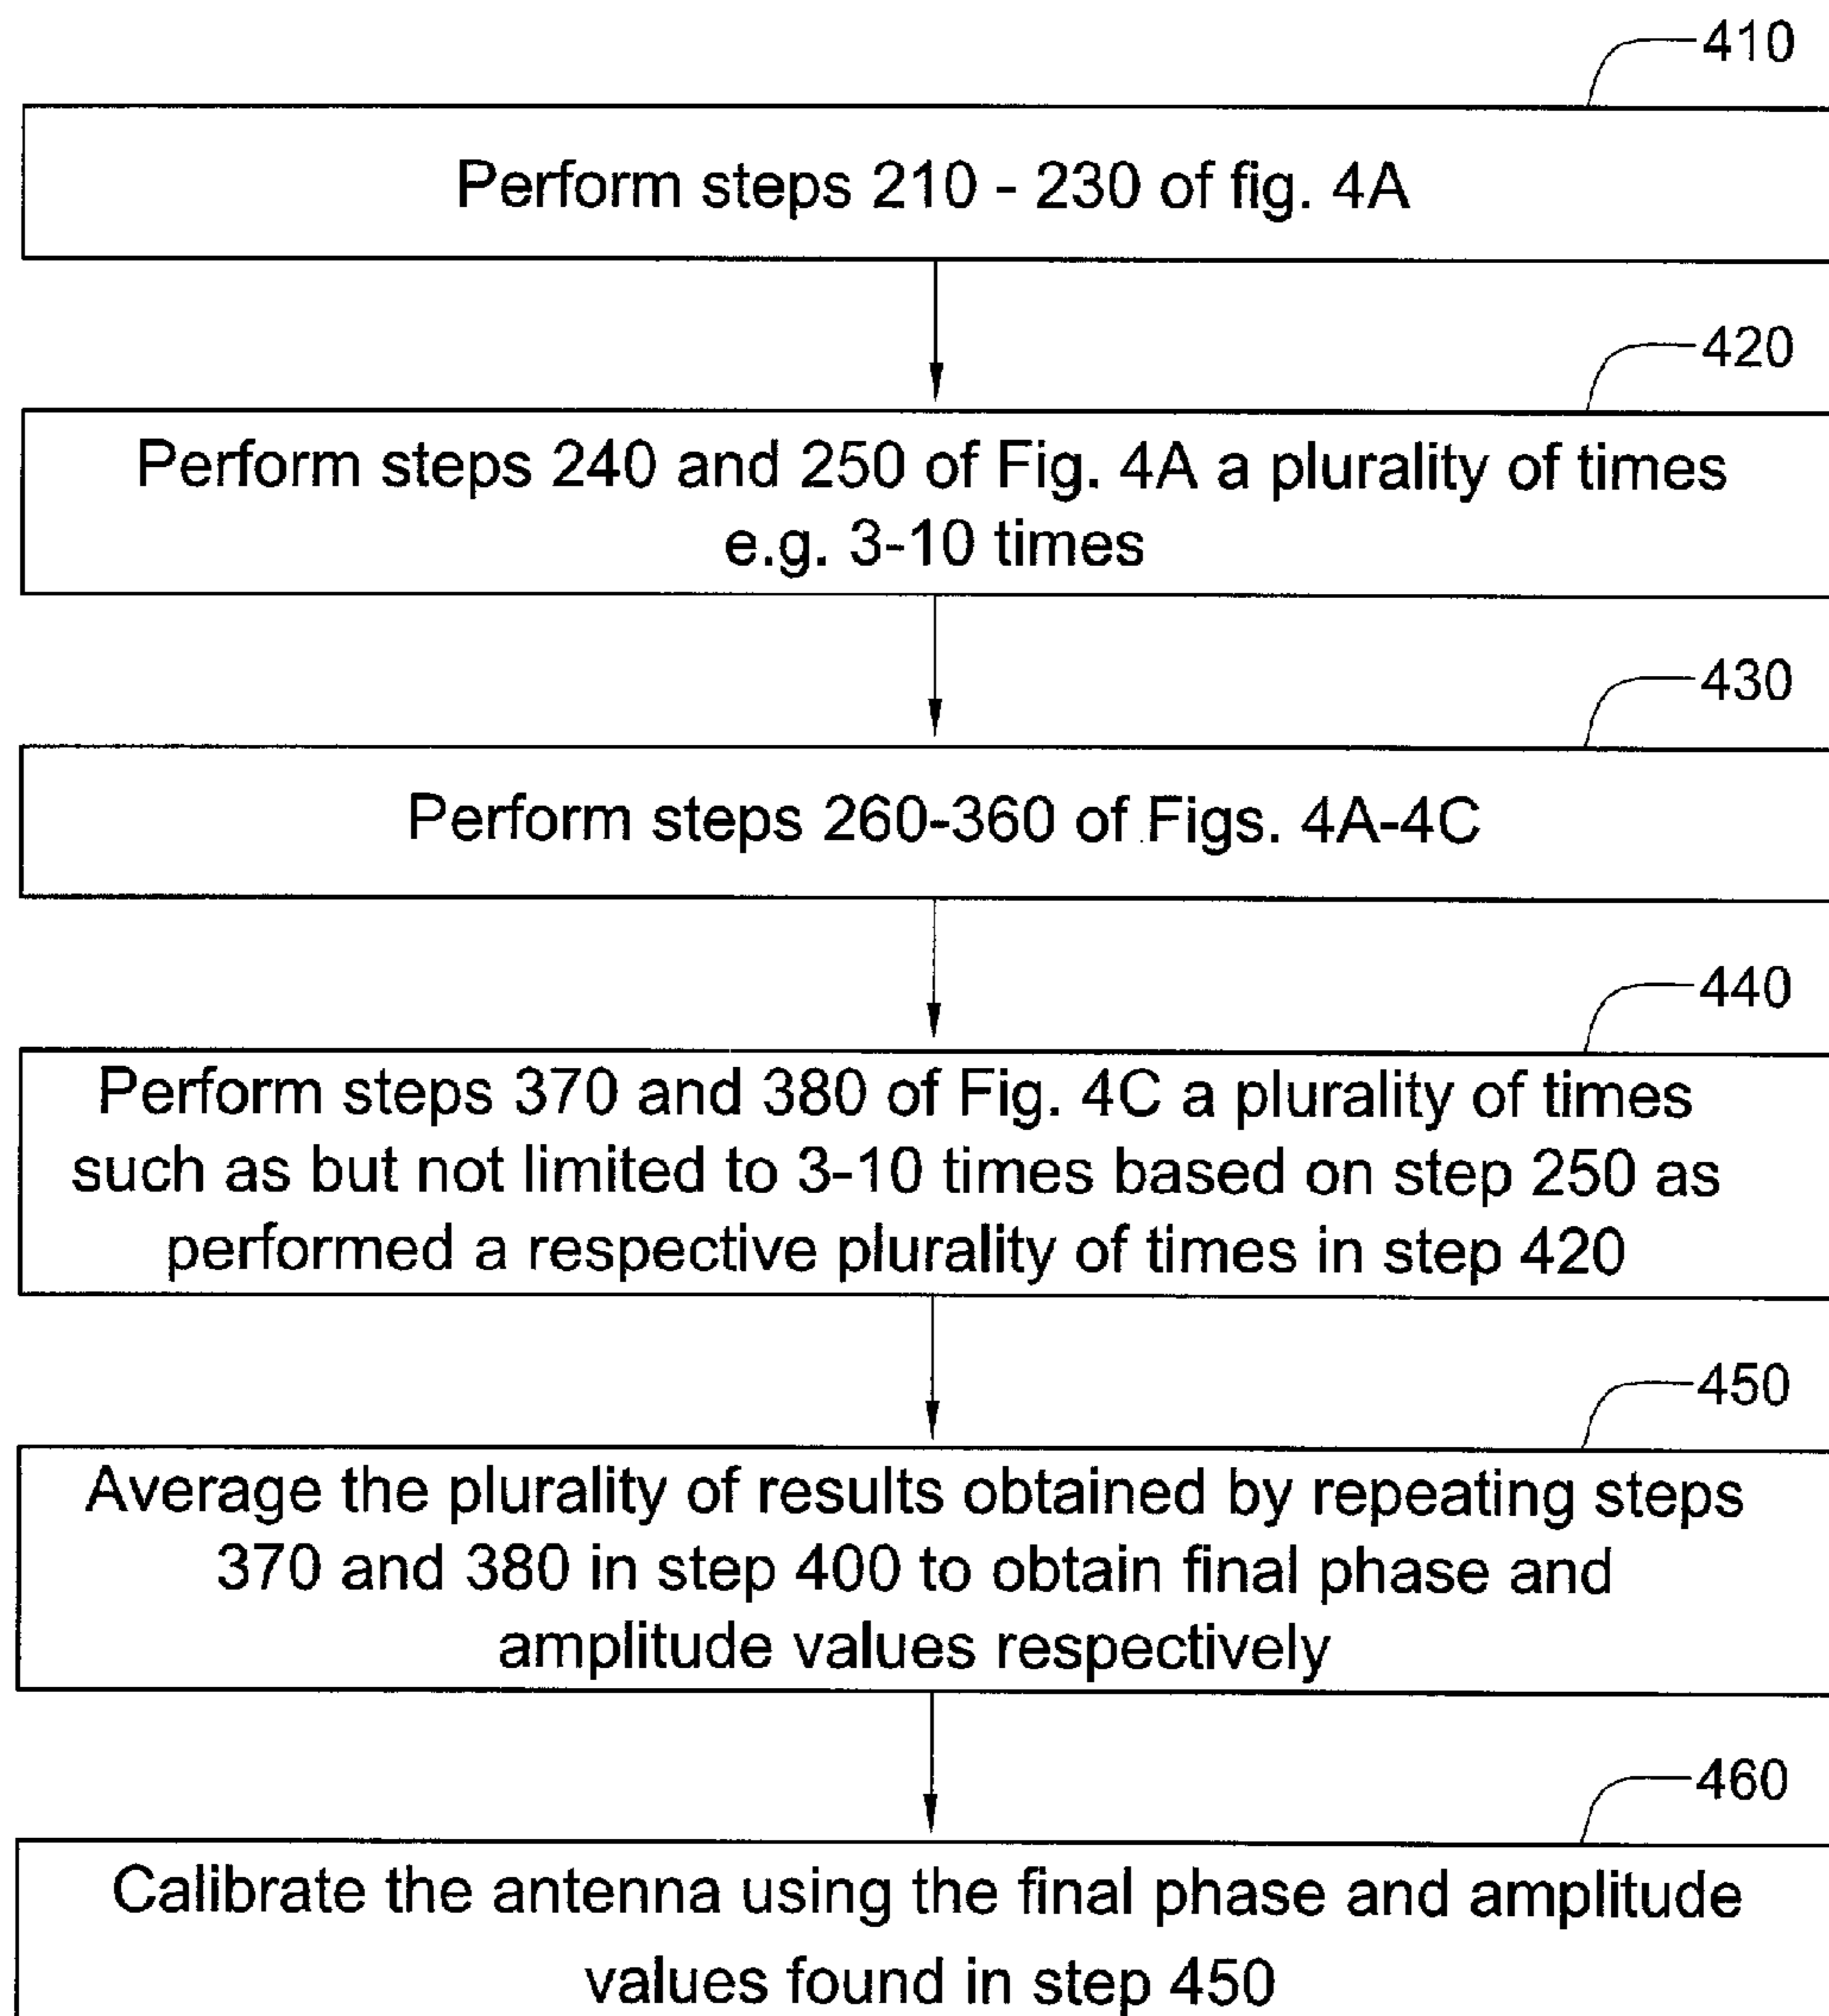 410
Perform steps 210 - 230 of fig. 4A
420
Perform steps 240 and 250 of Fig. 4A a plurality of times
e.g. 3-10 times
430
Perform steps 260-360 of Figs. 4A-4C
440
Perform steps 370 and 380 of Fig. 4C a plurality of times
such as but not limited to 3-10 times based on step 250 as
performed a respective plurality of times in step 420
450
Average the plurality of results obtained by repeating steps
370 and 380 in step 400 to obtain final phase and
amplitude values respectively
460
Calibrate the antenna using the final phase and amplitude
values found in step 450